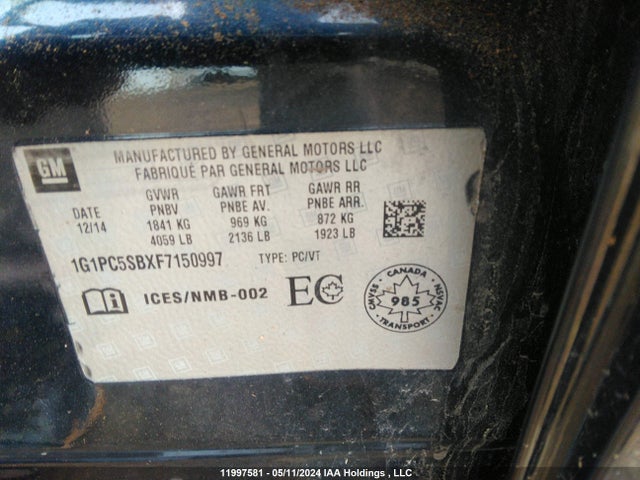 GM
MANUFACTURED BY GENERAL MOTORS LLC
FABRIQUÉ PAR GENERAL MOTORS LLC
GVWR GAWR FRT GAWR RR
PNBV PNBE AV. PNBE ARR.
DATE 1841 KG 969 KG 872 KG
12/14 4059 LB 2136 LB 1923 LB
1G1PC5SBXF7150997 TYPE: PC/VT
ICES/NMB-002 EC
CANADA
CMVSS 985 NSVAC
TRANSPORT
11997581 - 05/11/2024 IAA Holdings , LLC